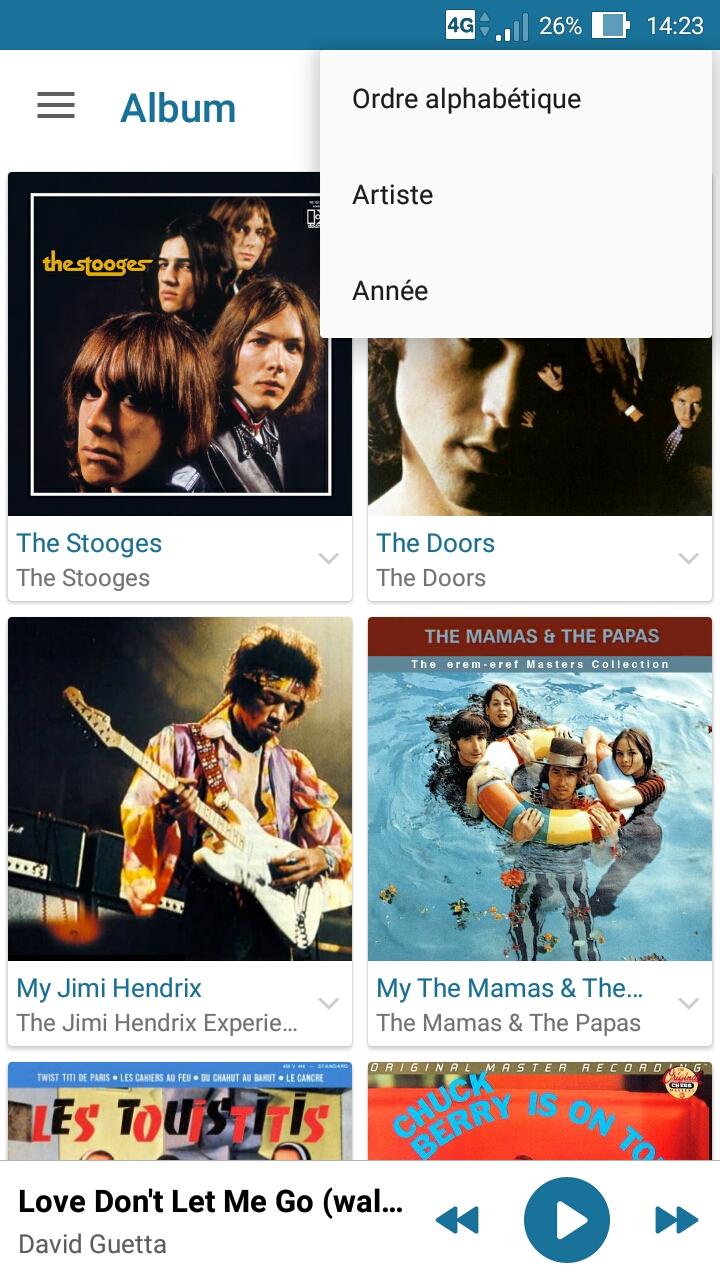 4G 26% 14:23
Album
Ordre alphabétique
Artiste
Année
thestooges
The Stooges
The Stooges
The Doors
The Doors
THE MAMAS & THE PAPAS
The erem-eref Masters Collection
My Jimi Hendrix
The Jimi Hendrix Experie...
My The Mamas & The...
The Mamas & The Papas
TWIST TITI DE PARIS • LES CAHIERS AU FEU • DU CHAHUT AU BAHUT • LE CANCRE
LES TOUISTITIS
ORIGINAL MASTER RECORDING
CHUCK
BERRY IS ON TO
Love Don't Let Me Go (wal...
David Guetta